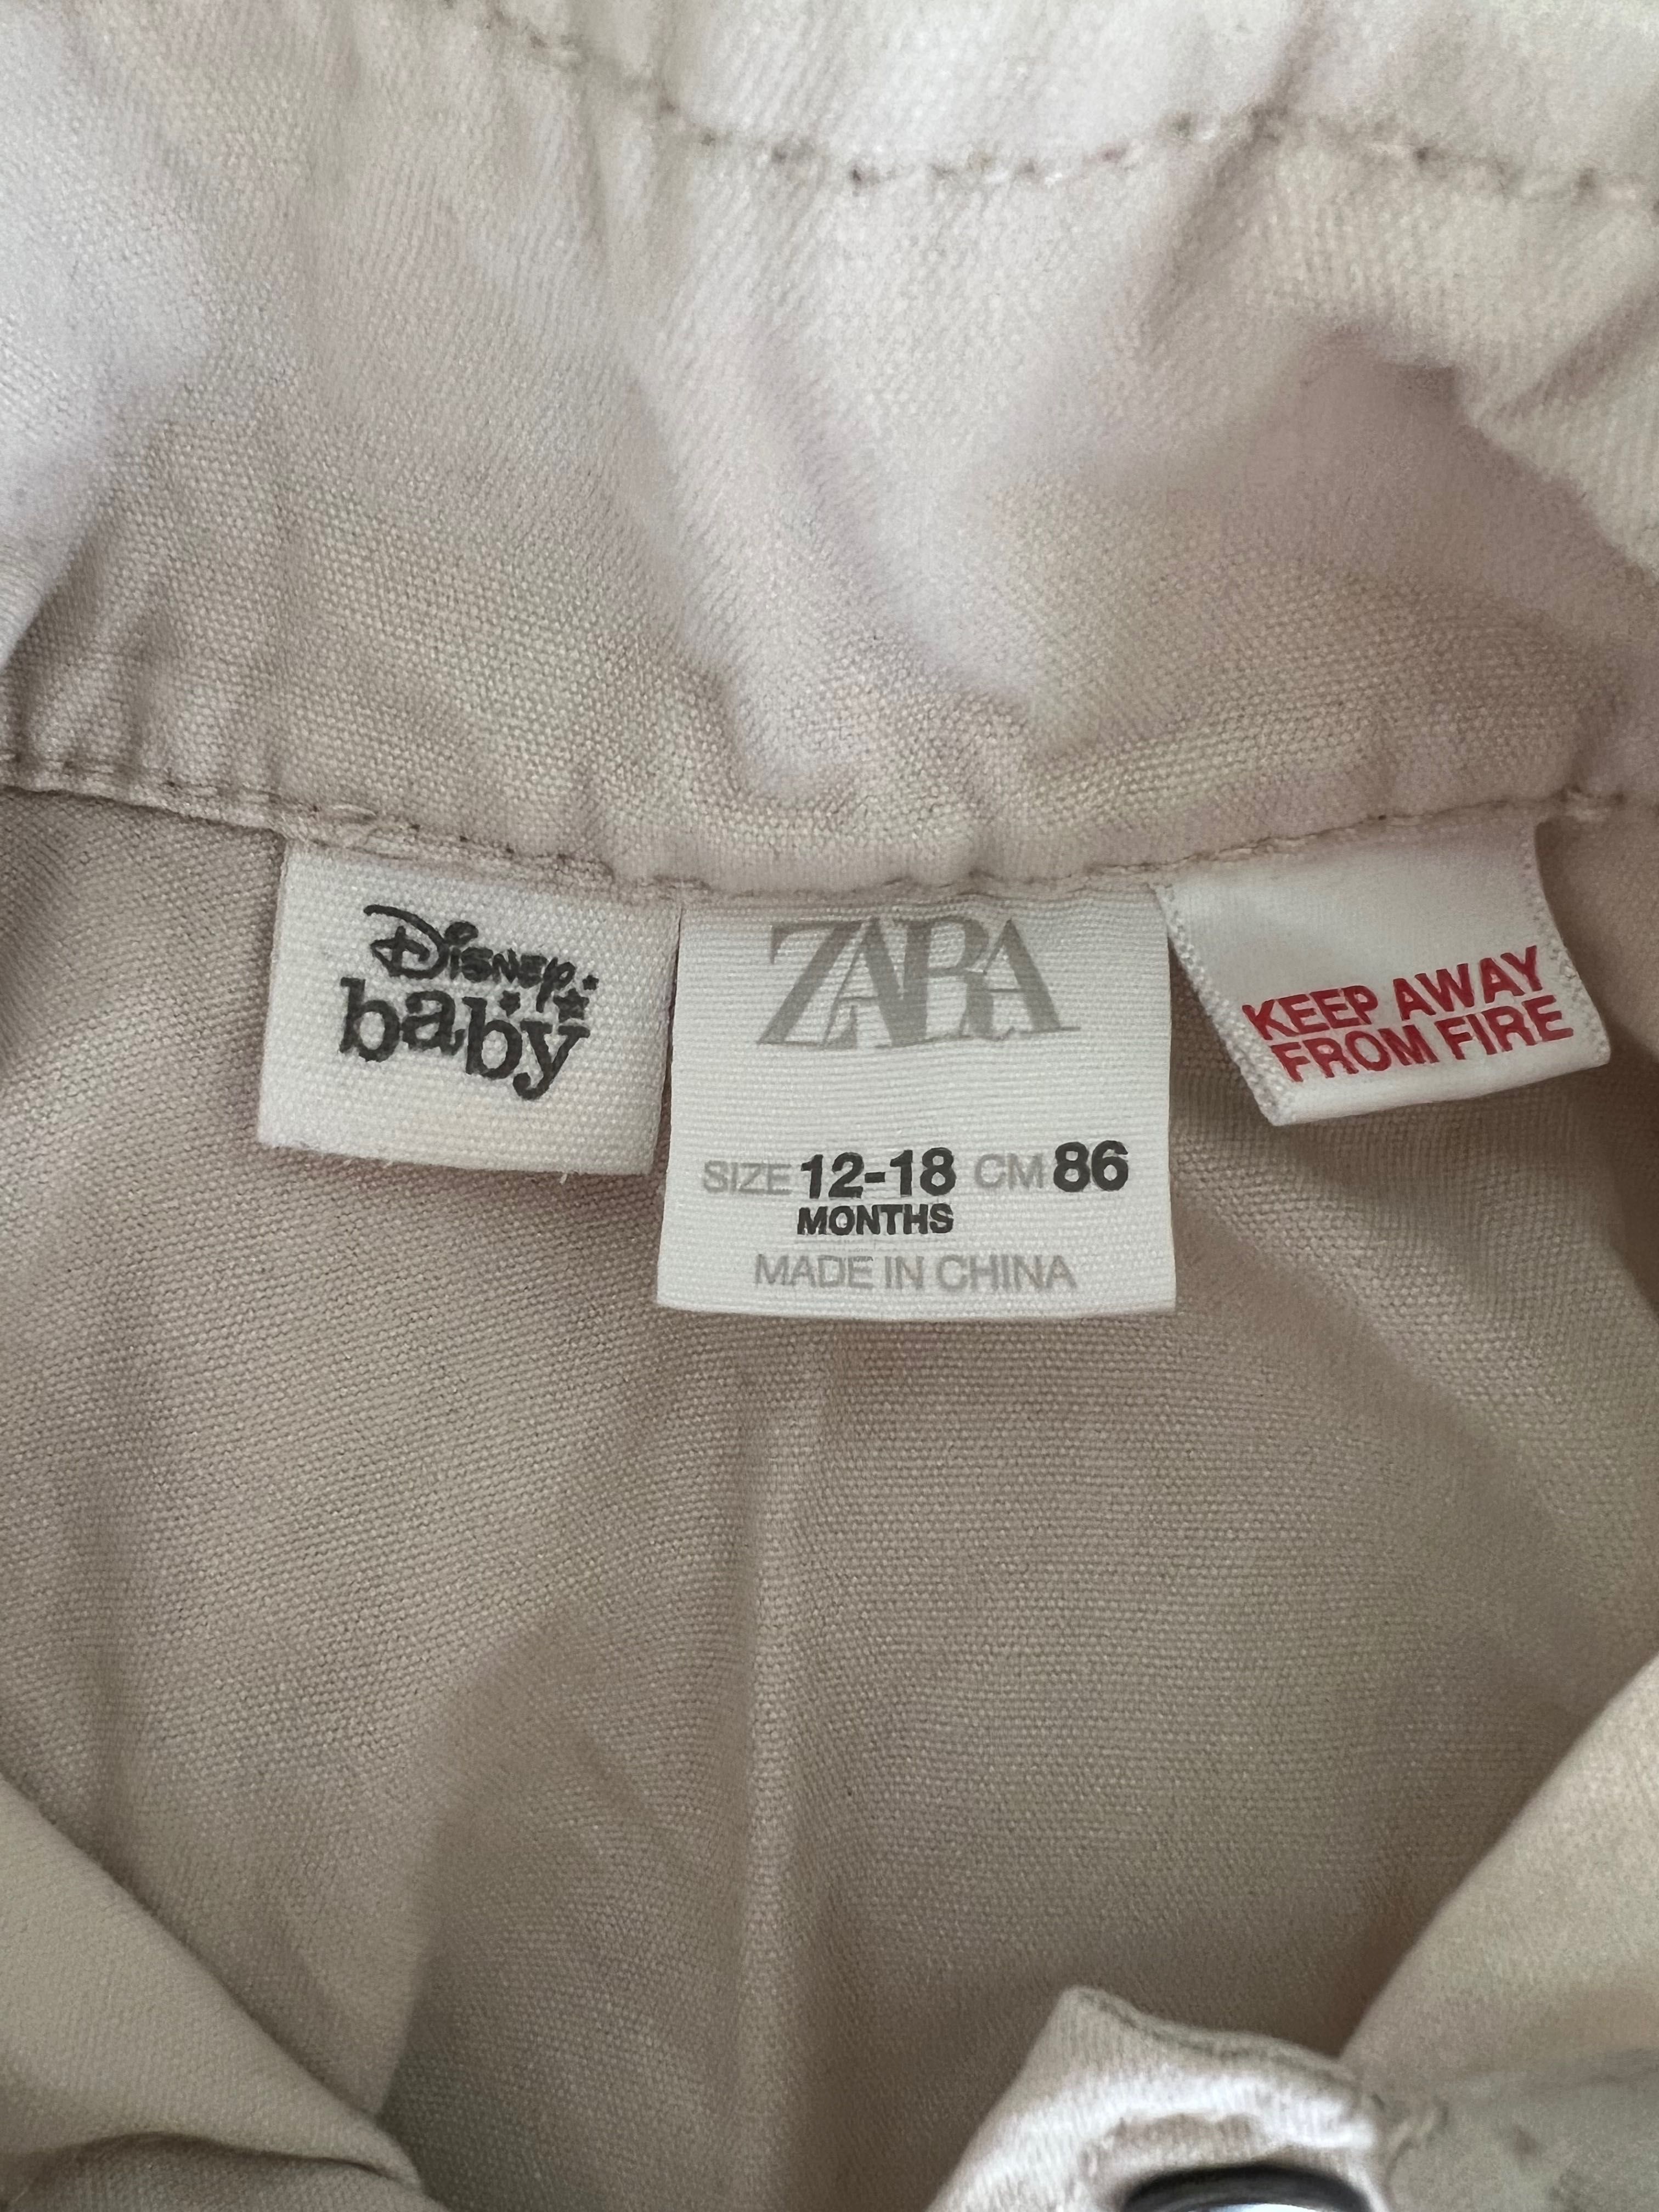 Disney
baby
ZARA
SIZE 12-18 CM 86
MONTHS
MADE IN CHINA
KEEP AWAY
FROM FIRE